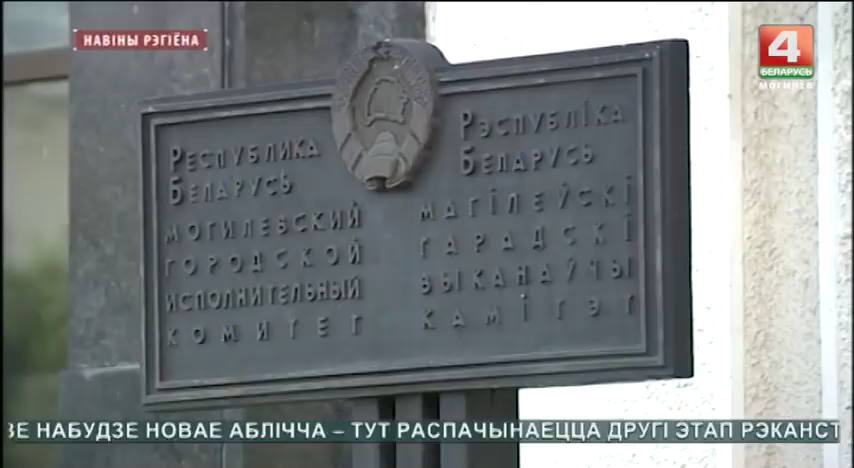 НАВІНЫ РЭГІЁНА
4
БЕЛАРУСЬ
МОГИЛЕВ
РЕСПУБЛИКА
БЕЛАРУСЬ
МОГИЛЕВСКИЙ
ГОРОДСКОЙ
ИСПОЛНИТЕЛЬНЫЙ
КОМИТЕТ
РЭСПУБЛІКА
БЕЛАРУСЬ
МАГІЛЕЎСКІ
ГАРАДСКІ
ВЫКАНАЎЧЫ
КАМІТЭТ
ЗЕ НАБУДЗЕ НОВАЕ АБЛІЧЧА – ТУТ РАСПАЧЫНАЕЦЦА ДРУГІ ЭТАП РЭКАНСТ